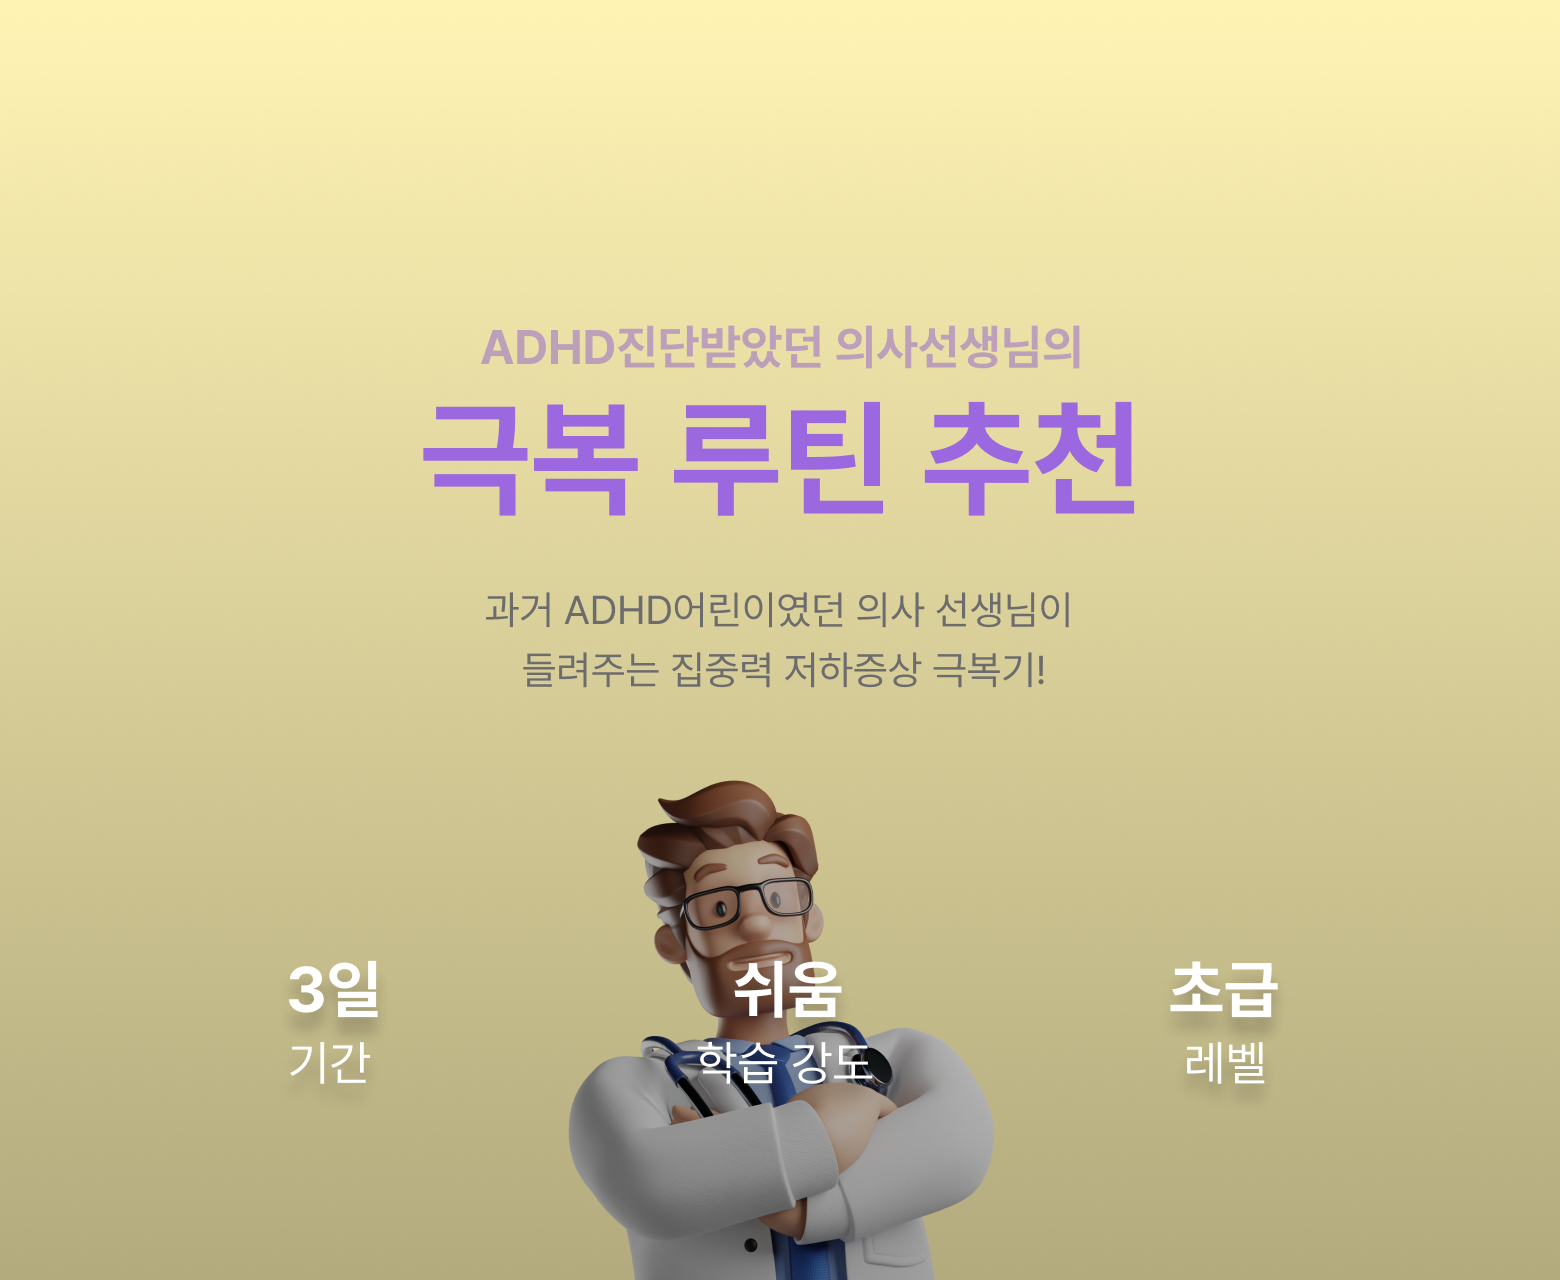 ADHD진단받았던 의사선생님의
극복 루틴 추천
과거 ADHD어린이였던 의사 선생님이
들려주는 집중력 저하증상 극복기!
3일 쉬움 초급
기간 학습 강도 레벨